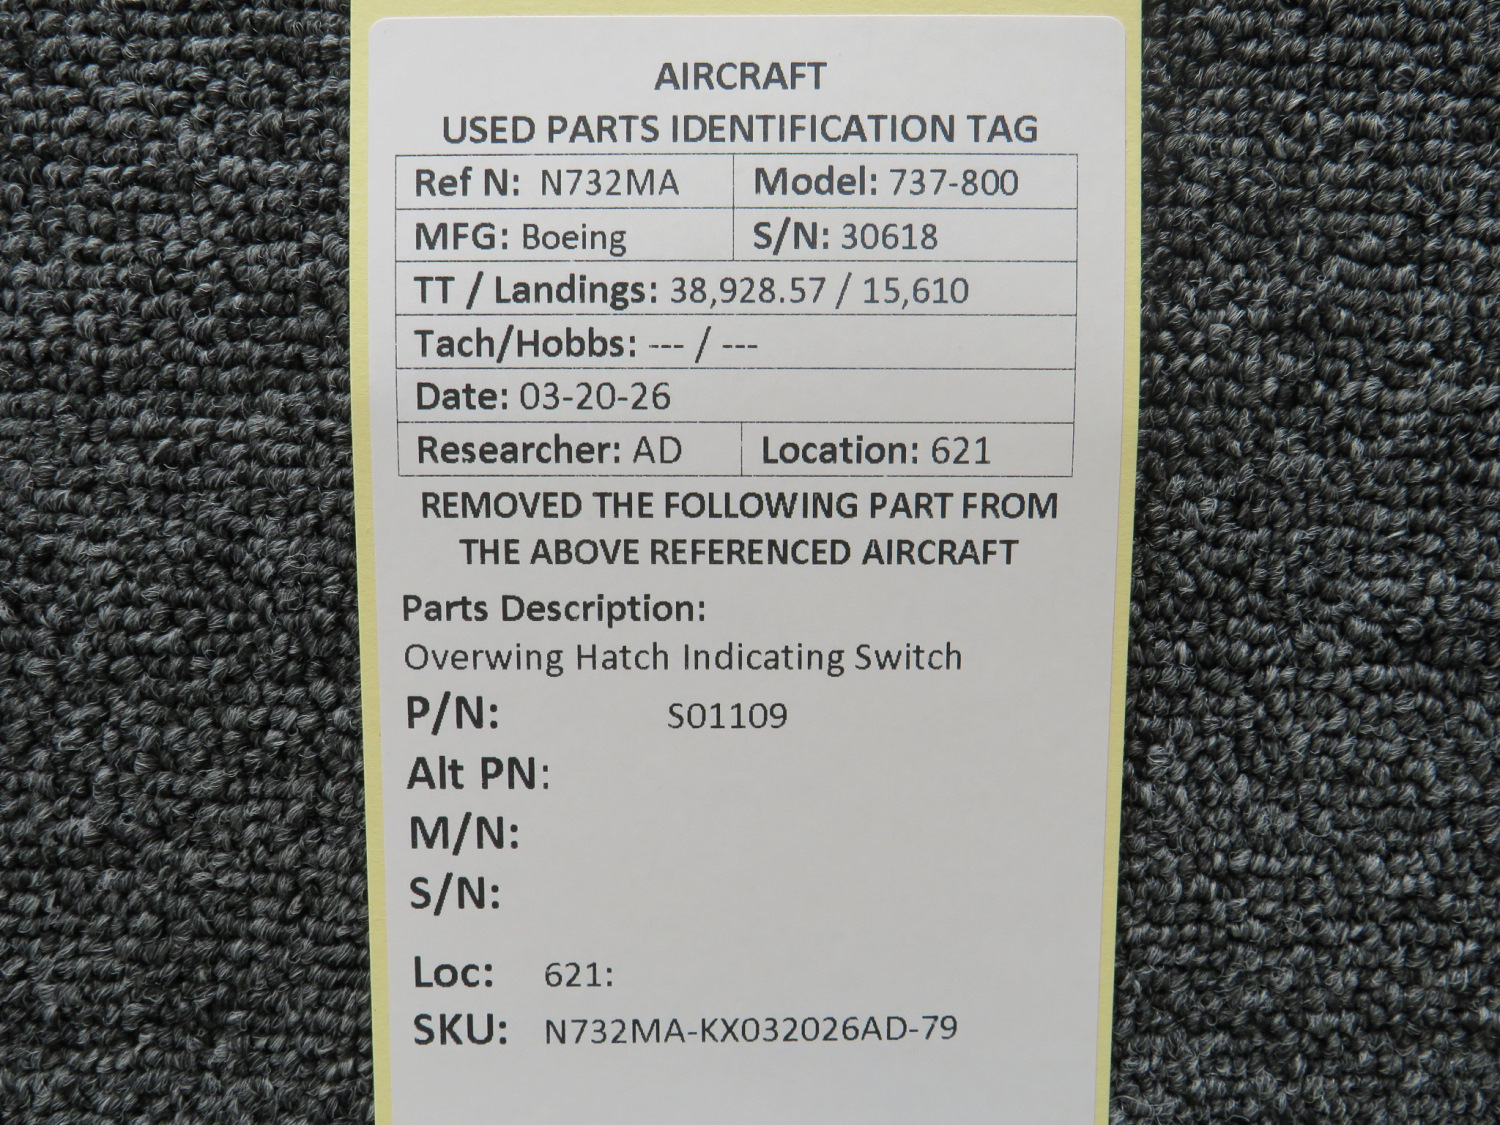 AIRCRAFT
USED PARTS IDENTIFICATION TAG
Ref N: N732MA Model: 737-800
MFG: Boeing S/N: 30618
TT / Landings: 38,928.57 / 15,610
Tach/Hobbs: --- / ---
Date: 03-20-26
Researcher: AD Location: 621
REMOVED THE FOLLOWING PART FROM
THE ABOVE REFERENCED AIRCRAFT
Parts Description:
Overwing Hatch Indicating Switch
P/N: S01109
Alt PN:
M/N:
S/N:
Loc: 621:
SKU: N732MA-KX032026AD-79